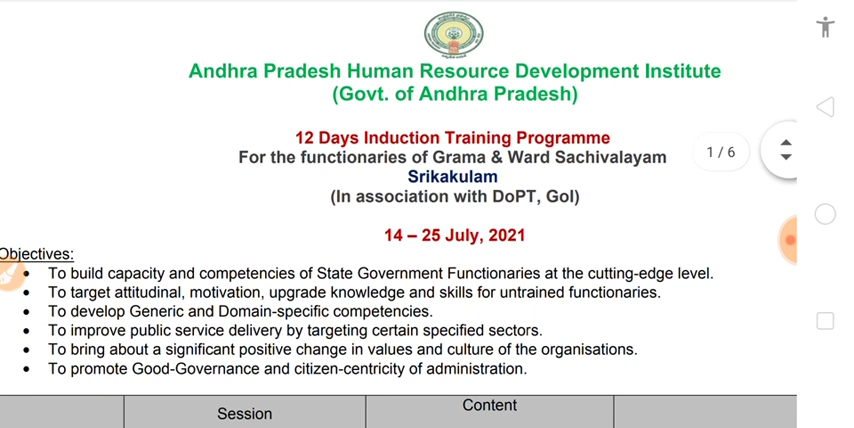 Andhra Pradesh Human Resource Development Institute
(Govt. of Andhra Pradesh)
12 Days Induction Training Programme
For the functionaries of Grama & Ward Sachivalayam
Srikakulam
(In association with DoPT, GoI)
14 – 25 July, 2021
1 / 6
Objectives:
• To build capacity and competencies of State Government Functionaries at the cutting-edge level.
• To target attitudinal, motivation, upgrade knowledge and skills for untrained functionaries.
• To develop Generic and Domain-specific competencies.
• To improve public service delivery by targeting certain specified sectors.
• To bring about a significant positive change in values and culture of the organisations.
• To promote Good-Governance and citizen-centricity of administration.
Session Content